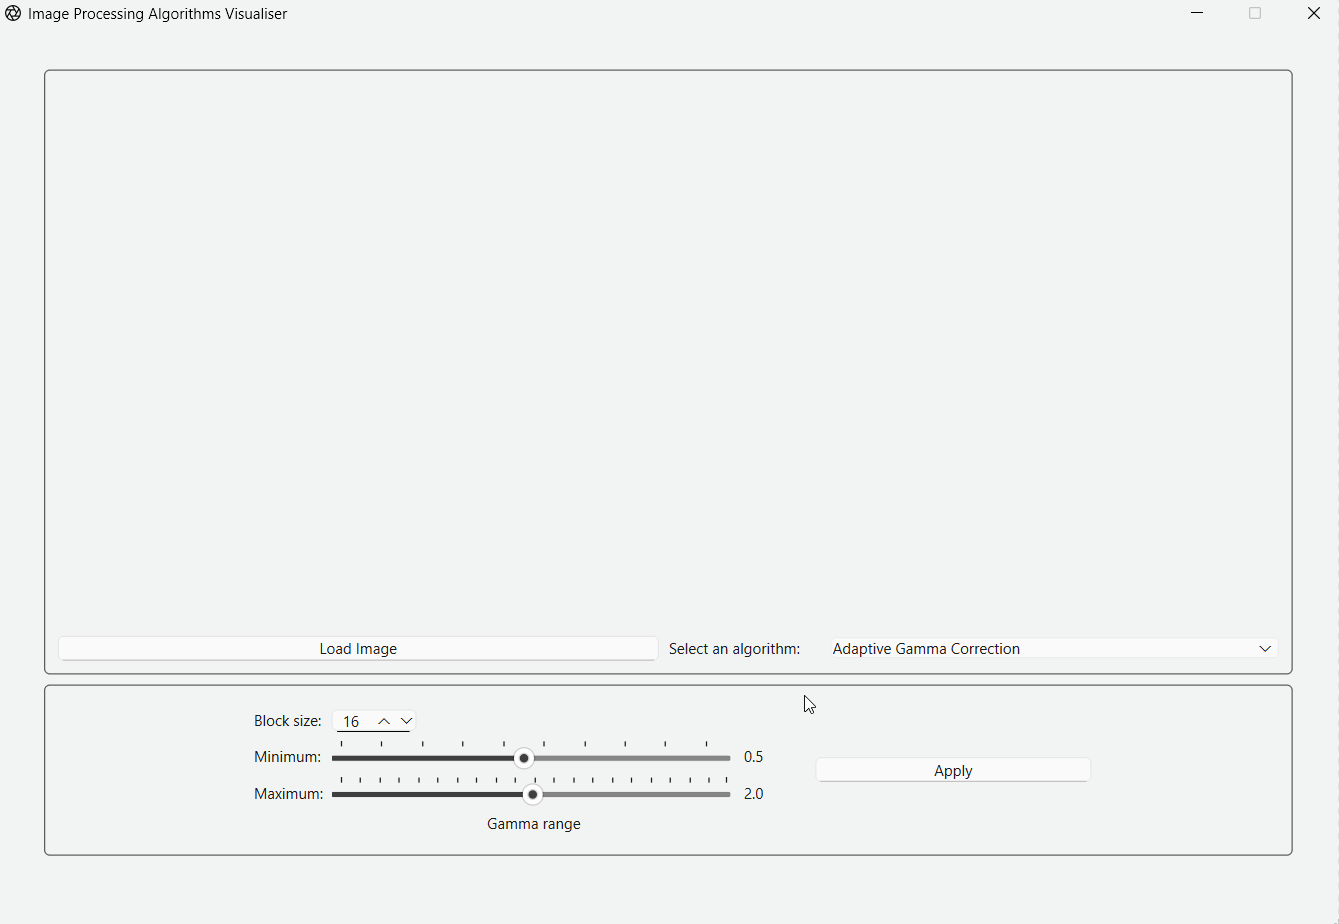 Image Processing Algorithms Visualiser
Load Image
Select an algorithm:
Adaptive Gamma Correction
Block size: 16
Minimum: 0.5
Maximum: 2.0
Gamma range
Apply